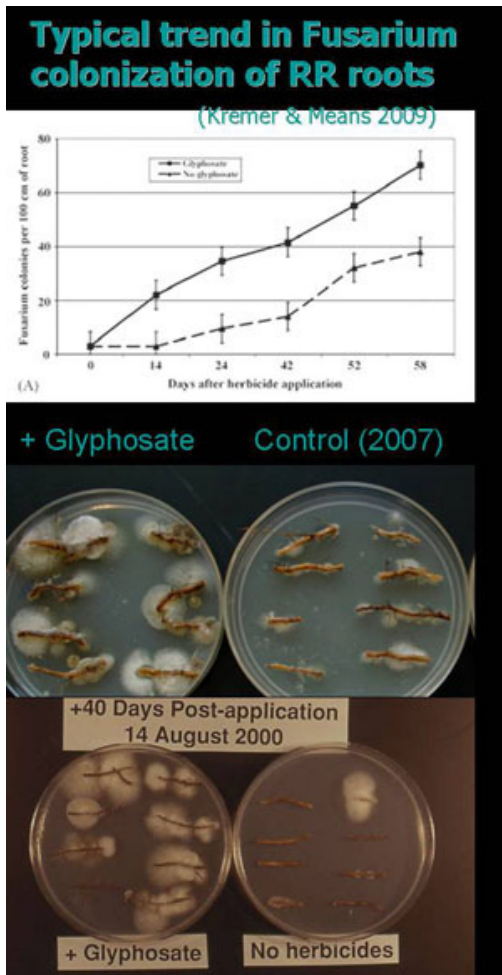 Typical trend in Fusarium
colonization of RR roots
(Kremer & Means 2009)
Fusarium colonies per 100 cm of root
80
60
40
20
0
Glyphosate
No glyphosate
0 14 24 42 52 58
(A)
Days after herbicide application
+ Glyphosate Control (2007)
+40 Days Post-application
14 August 2000
+ Glyphosate No herbicides